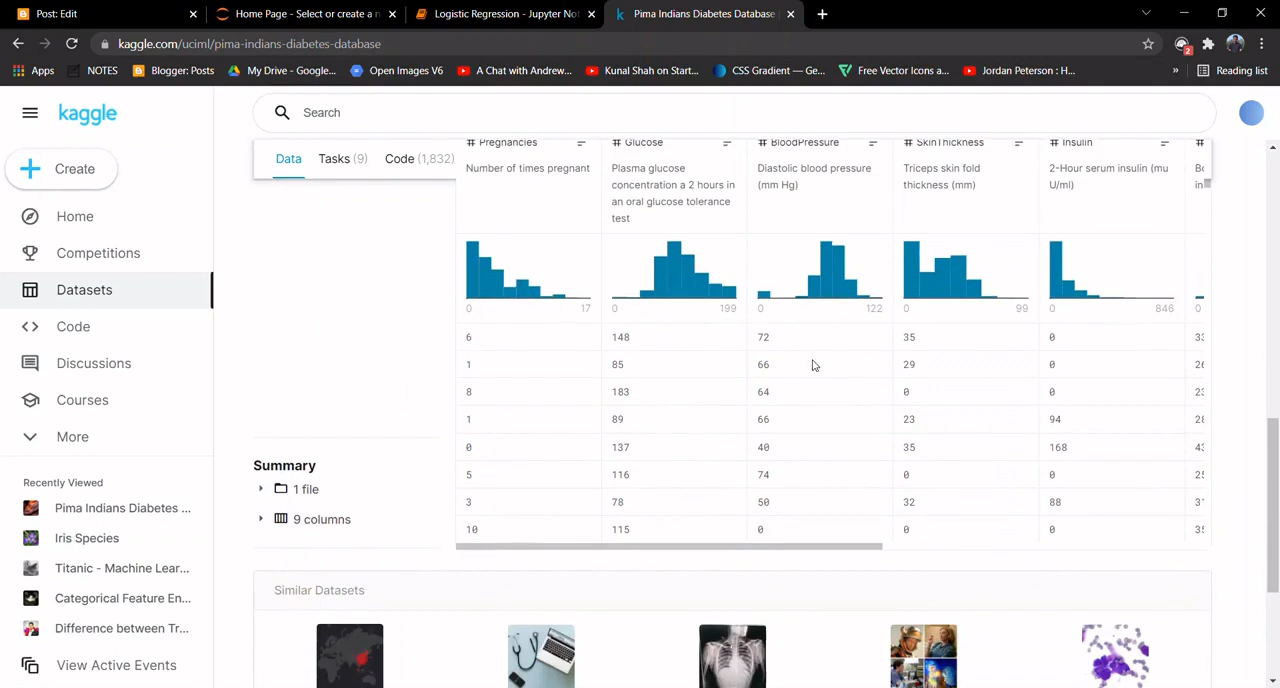 Post: Edit
Home Page - Select or create a n
Logistic Regression - Jupyter Not
Pima Indians Diabetes Database
kaggle.com/uciml/pima-indians-diabetes-database
2
Apps
NOTES
Blogger: Posts
My Drive - Google...
Open Images V6
A Chat with Andrew...
Kunal Shah on Start...
CSS Gradient — Ge...
Free Vector Icons a...
Jordan Peterson : H...
»
Reading list
kaggle
Search
Create
Home
Competitions
Datasets
Code
Discussions
Courses
More
Recently Viewed
Pima Indians Diabetes ...
Iris Species
Titanic - Machine Lear...
Categorical Feature En...
Difference between Tr...
View Active Events
Data Tasks (9) Code (1,832)
# Pregnancies # Glucose # BloodPressure # SkinThickness # Insulin #
Number of times pregnant
Plasma glucose
concentration a 2 hours in
an oral glucose tolerance
test
Diastolic blood pressure
(mm Hg)
Triceps skin fold
thickness (mm)
2-Hour serum insulin (mu
U/ml)
0 17 0 199 0 122 0 99 0 846 0
6 148 72 35 0
1 85 66 29 0
8 183 64 0 0
1 89 66 23 94
0 137 40 35 168
5 116 74 0 0
3 78 50 32 88
10 115 0 0 0
Summary
1 file
9 columns
Similar Datasets